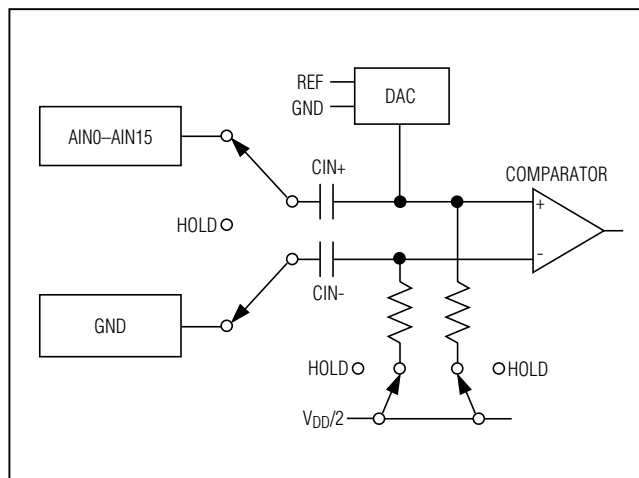 REF
GND
DAC
AIN0–AIN15
CIN+
COMPARATOR
HOLD
+
-
CIN-
GND
HOLD
HOLD
VDD/2